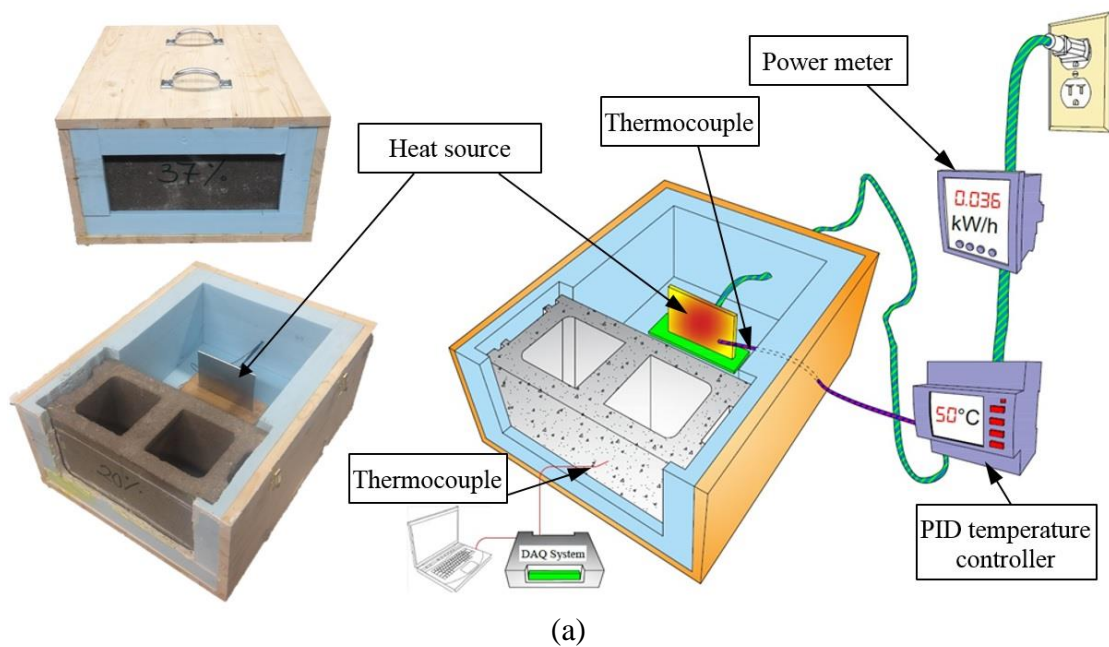 Power meter
Thermocouple
Heat source
37%
0.036
kW/h
50°C
20%
Thermocouple
DAQ System
PID temperature
controller
(a)